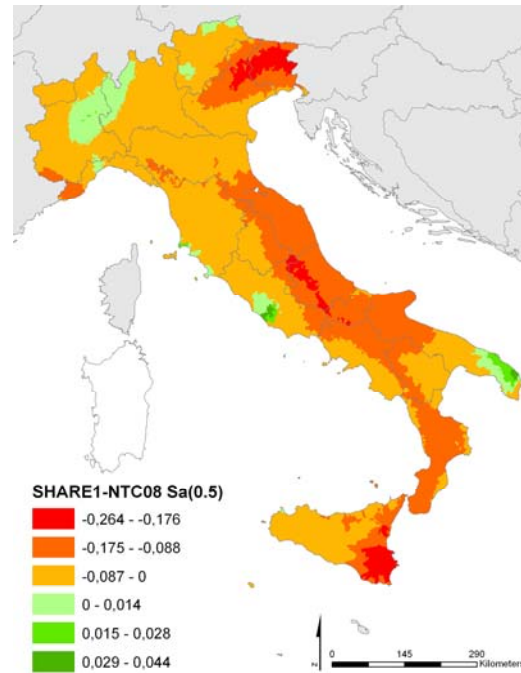 SHARE1-NTC08 Sa(0.5)
-0,264 - -0,176
-0,175 - -0,088
-0,087 - 0
0 - 0,014
0,015 - 0,028
0,029 - 0,044
N
0 145 290
Kilometers